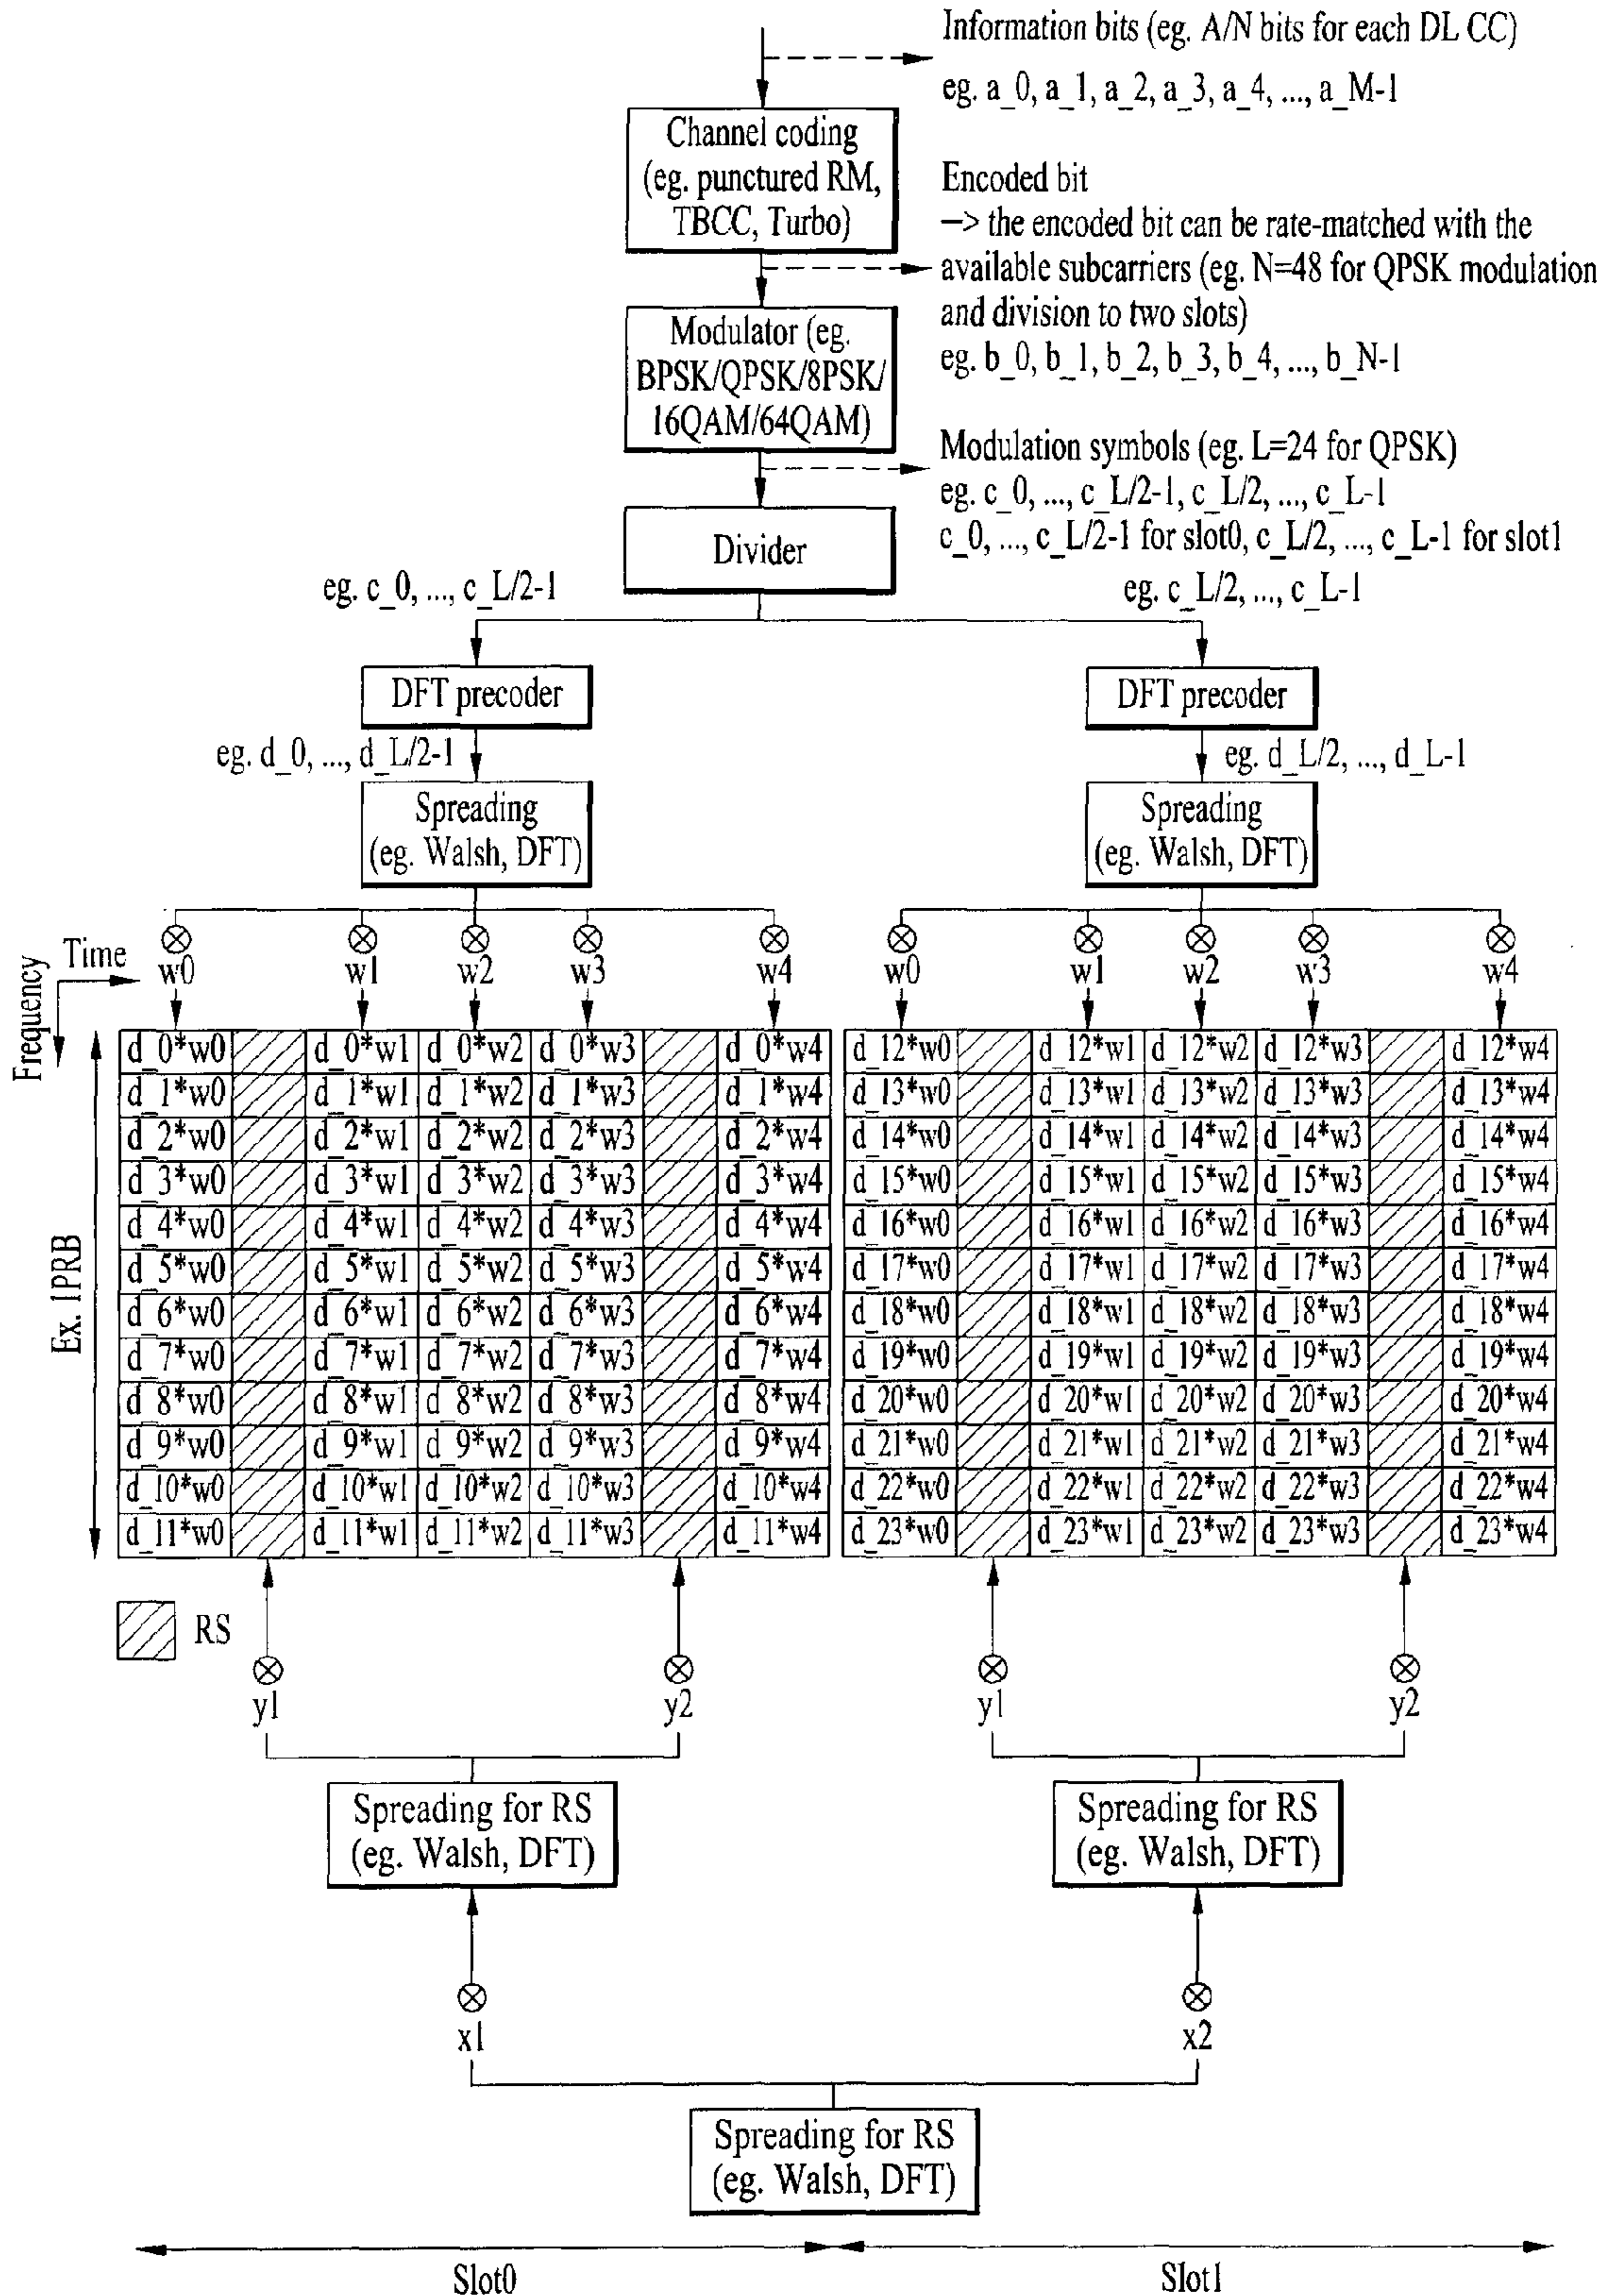 Information bits (eg. A/N bits for each DL CC)
eg. a_0, a_1, a_2, a_3, a_4, ..., a_M-1
Channel coding
(eg. punctured RM,
TBCC, Turbo)
Encoded bit
—> the encoded bit can be rate-matched with the
available subcarriers (eg. N=48 for QPSK modulation
and division to two slots)
eg. b_0, b_1, b_2, b_3, b_4, ..., b_N-1
Modulator (eg.
BPSK/QPSK/8PSK/
16QAM/64QAM)
Modulation symbols (eg. L=24 for QPSK)
eg. c_0, ..., c_L/2-1, c_L/2, ..., c_L-1
c_0, ..., c_L/2-1 for slot0, c_L/2, ..., c_L-1 for slot1
Divider
eg. c_0, ..., c_L/2-1
eg. c_L/2, ..., c_L-1
DFT precoder
DFT precoder
eg. d_0, ..., d_L/2-1
eg. d_L/2, ..., d_L-1
Spreading
(eg. Walsh, DFT)
Spreading
(eg. Walsh, DFT)
Time
Frequency
w0 w1 w2 w3 w4 w0 w1 w2 w3 w4
d_0*w0 d_0*w1 d_0*w2 d_0*w3 d_0*w4 d_12*w0 d_12*w1 d_12*w2 d_12*w3 d_12*w4
d_1*w0 d_1*w1 d_1*w2 d_1*w3 d_1*w4 d_13*w0 d_13*w1 d_13*w2 d_13*w3 d_13*w4
d_2*w0 d_2*w1 d_2*w2 d_2*w3 d_2*w4 d_14*w0 d_14*w1 d_14*w2 d_14*w3 d_14*w4
d_3*w0 d_3*w1 d_3*w2 d_3*w3 d_3*w4 d_15*w0 d_15*w1 d_15*w2 d_15*w3 d_15*w4
d_4*w0 d_4*w1 d_4*w2 d_4*w3 d_4*w4 d_16*w0 d_16*w1 d_16*w2 d_16*w3 d_16*w4
d_5*w0 d_5*w1 d_5*w2 d_5*w3 d_5*w4 d_17*w0 d_17*w1 d_17*w2 d_17*w3 d_17*w4
d_6*w0 d_6*w1 d_6*w2 d_6*w3 d_6*w4 d_18*w0 d_18*w1 d_18*w2 d_18*w3 d_18*w4
d_7*w0 d_7*w1 d_7*w2 d_7*w3 d_7*w4 d_19*w0 d_19*w1 d_19*w2 d_19*w3 d_19*w4
d_8*w0 d_8*w1 d_8*w2 d_8*w3 d_8*w4 d_20*w0 d_20*w1 d_20*w2 d_20*w3 d_20*w4
d_9*w0 d_9*w1 d_9*w2 d_9*w3 d_9*w4 d_21*w0 d_21*w1 d_21*w2 d_21*w3 d_21*w4
d_10*w0 d_10*w1 d_10*w2 d_10*w3 d_10*w4 d_22*w0 d_22*w1 d_22*w2 d_22*w3 d_22*w4
d_11*w0 d_11*w1 d_11*w2 d_11*w3 d_11*w4 d_23*w0 d_23*w1 d_23*w2 d_23*w3 d_23*w4
Ex. 1PRB
RS
y1 y2 y1 y2
Spreading for RS
(eg. Walsh, DFT)
Spreading for RS
(eg. Walsh, DFT)
x1 x2
Spreading for RS
(eg. Walsh, DFT)
Slot0 Slot1